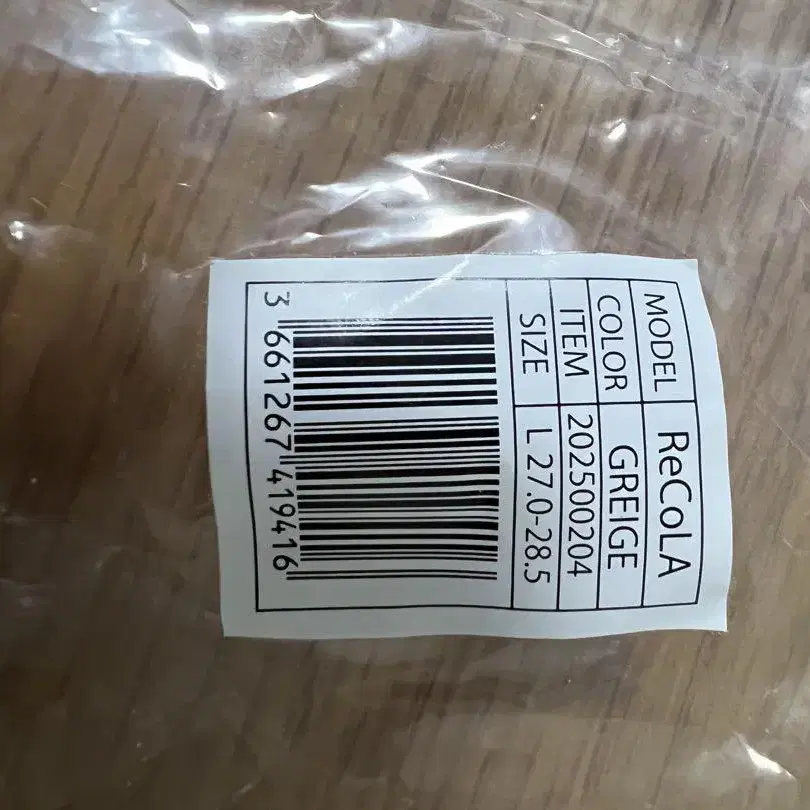 MODEL ReCoLA
COLOR GREIGE
ITEM 202500204
SIZE L 27.0-28.5
3 661267 419416